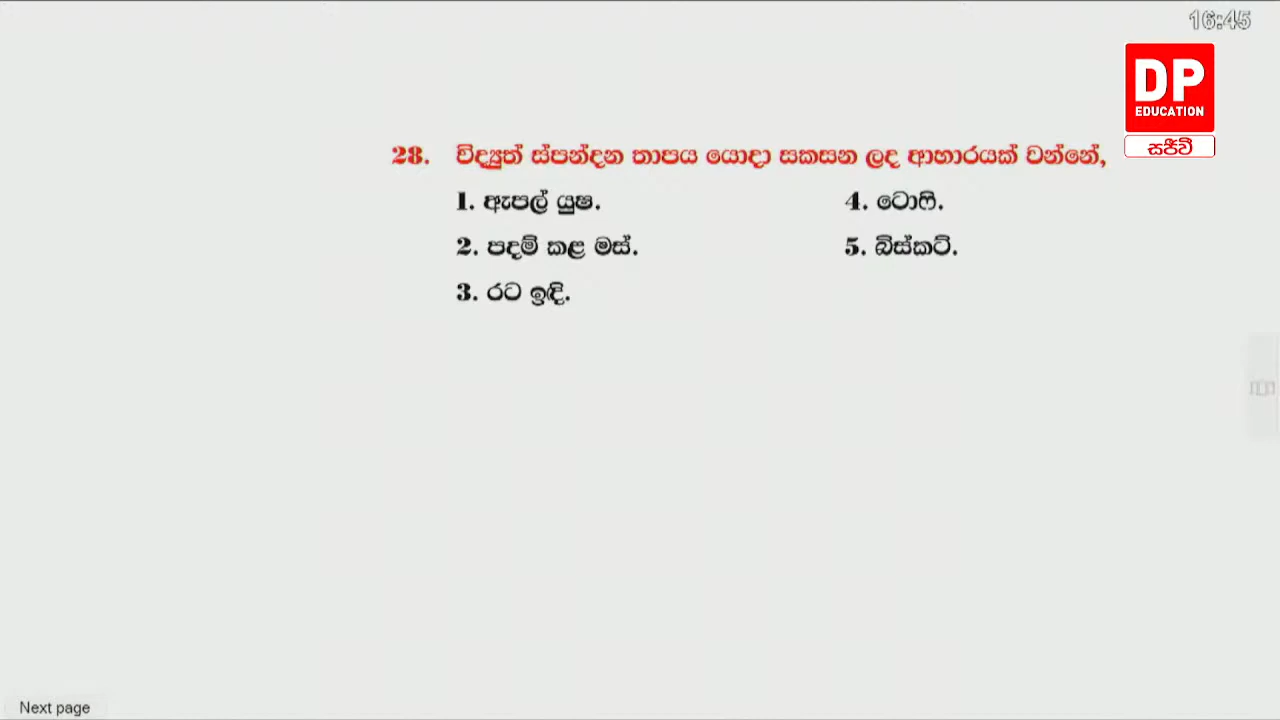 16:45
DP
EDUCATION
සජීවී
28. විද්‍යුත් ස්පන්දන තාපය යොදා සකසන ලද ආහාරයක් වන්නේ,
1. ඇපල් යුෂ. 4. ටොෆි.
2. පදම් කළ මස්. 5. බිස්කට්.
3. රට ඉඳි.
Next page